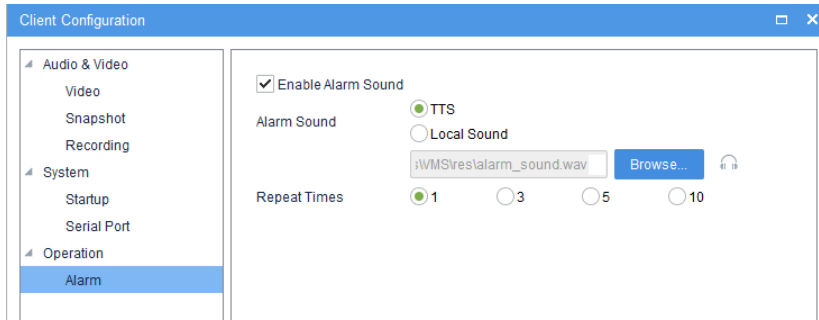 Client Configuration
Audio & Video
Video
Snapshot
Recording
System
Startup
Serial Port
Operation
Alarm
Enable Alarm Sound
Alarm Sound
TTS
Local Sound
\VMS\res\alarm_sound.wav
Browse...
Repeat Times
1
3
5
10